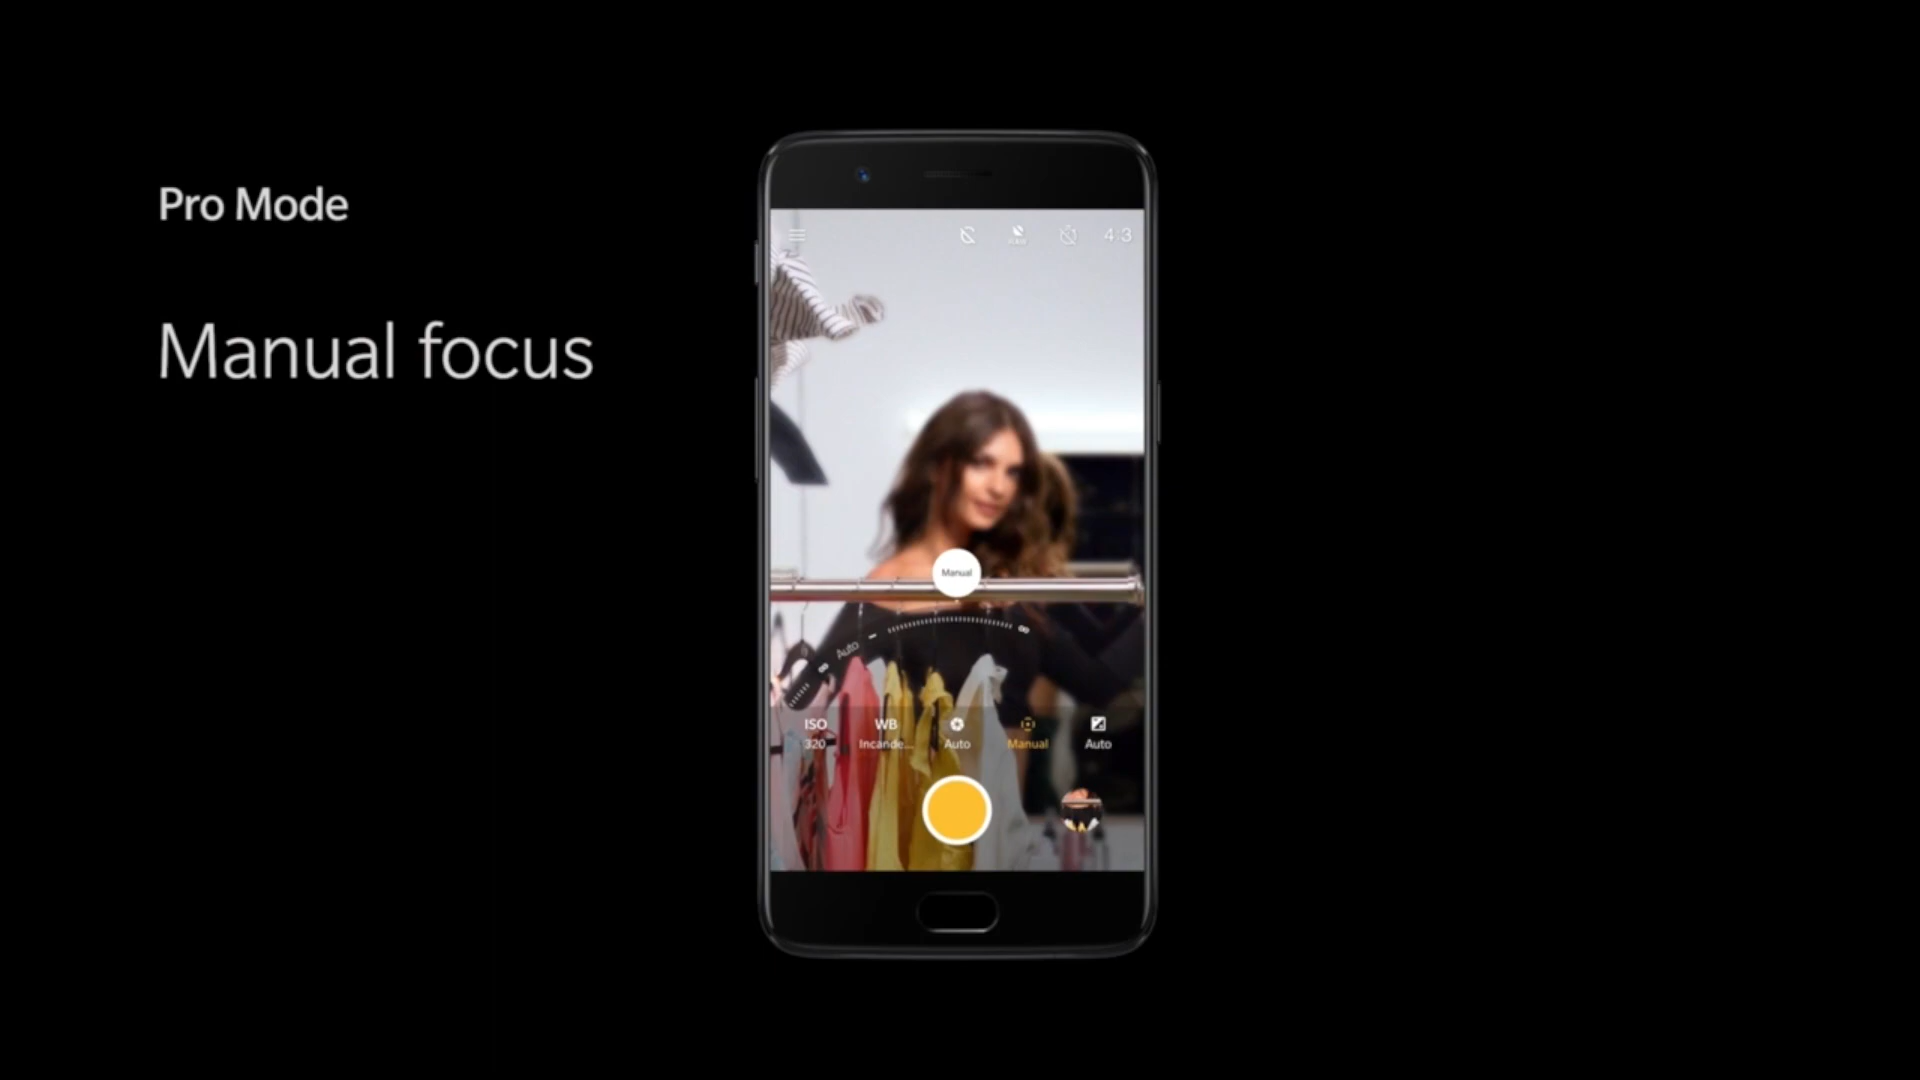 Pro Mode
Manual focus
4:3
Manual
Auto
ISO
WB
320
Incande...
Auto
Manual
Auto